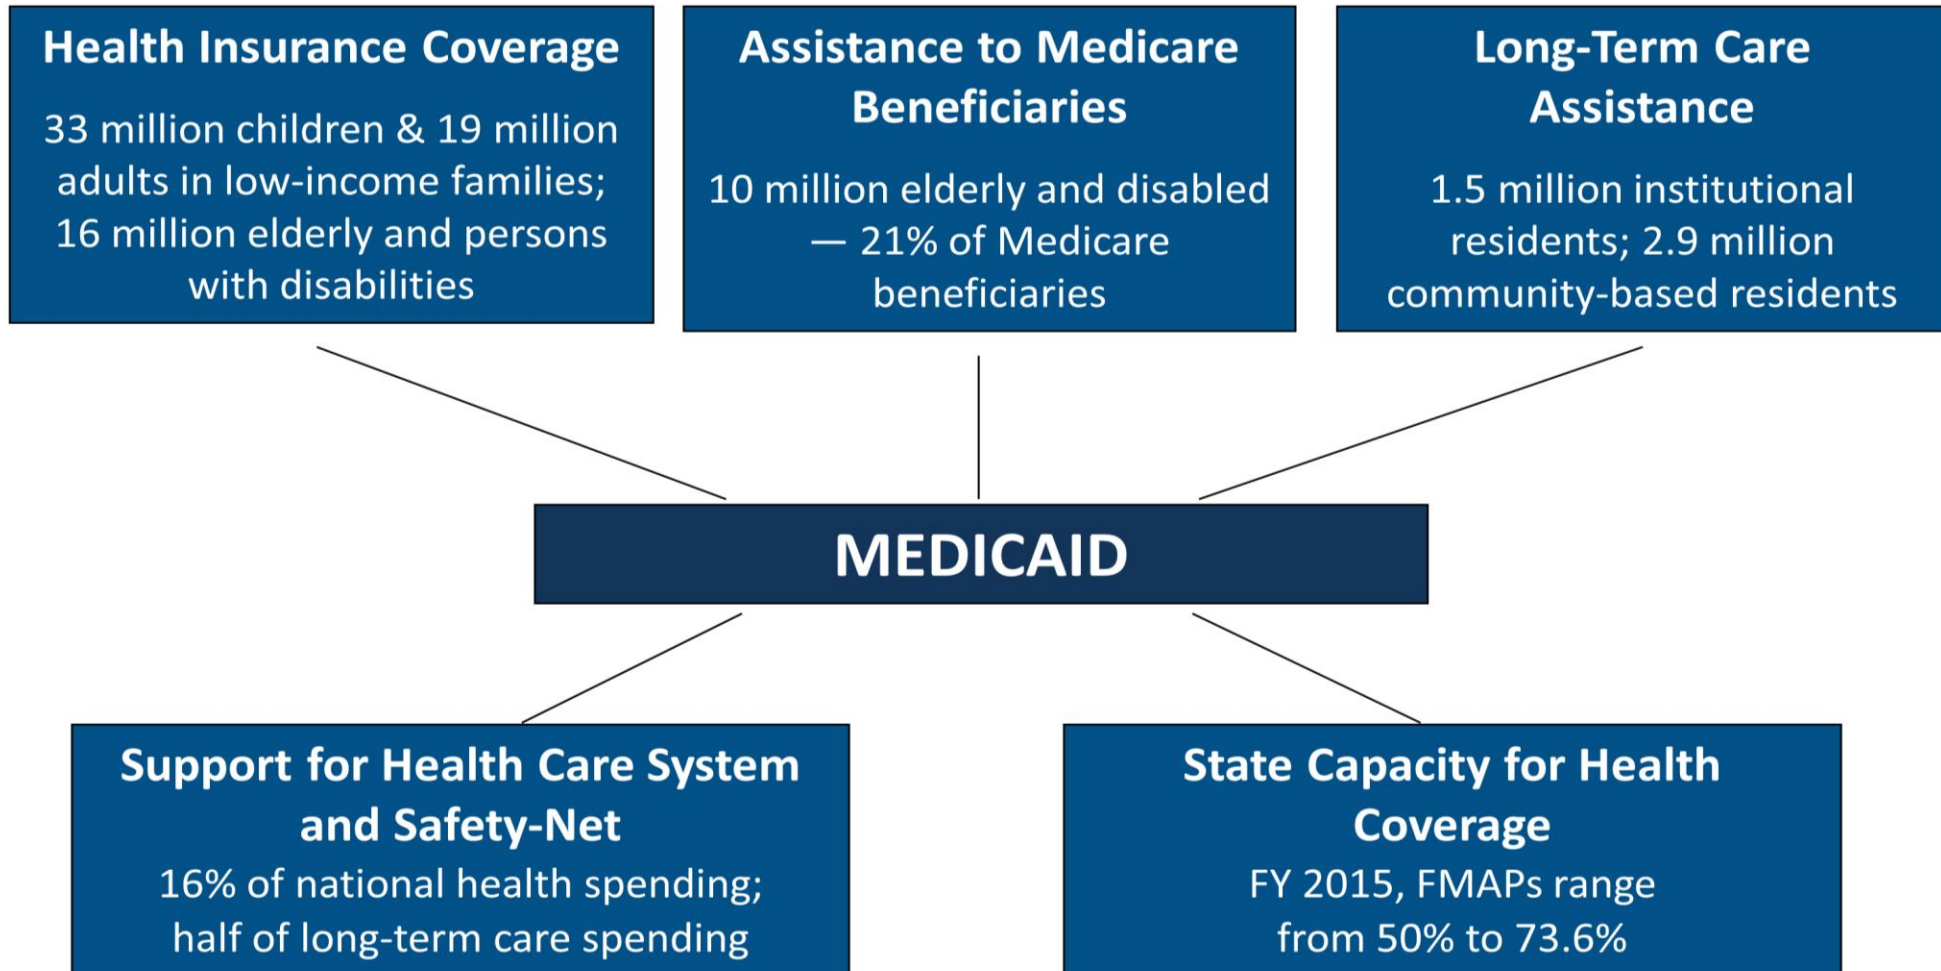 Health Insurance Coverage
33 million children & 19 million
adults in low-income families;
16 million elderly and persons
with disabilities
Assistance to Medicare
Beneficiaries
10 million elderly and disabled
— 21% of Medicare
beneficiaries
Long-Term Care
Assistance
1.5 million institutional
residents; 2.9 million
community-based residents
MEDICAID
Support for Health Care System
and Safety-Net
16% of national health spending;
half of long-term care spending
State Capacity for Health
Coverage
FY 2015, FMAPs range
from 50% to 73.6%